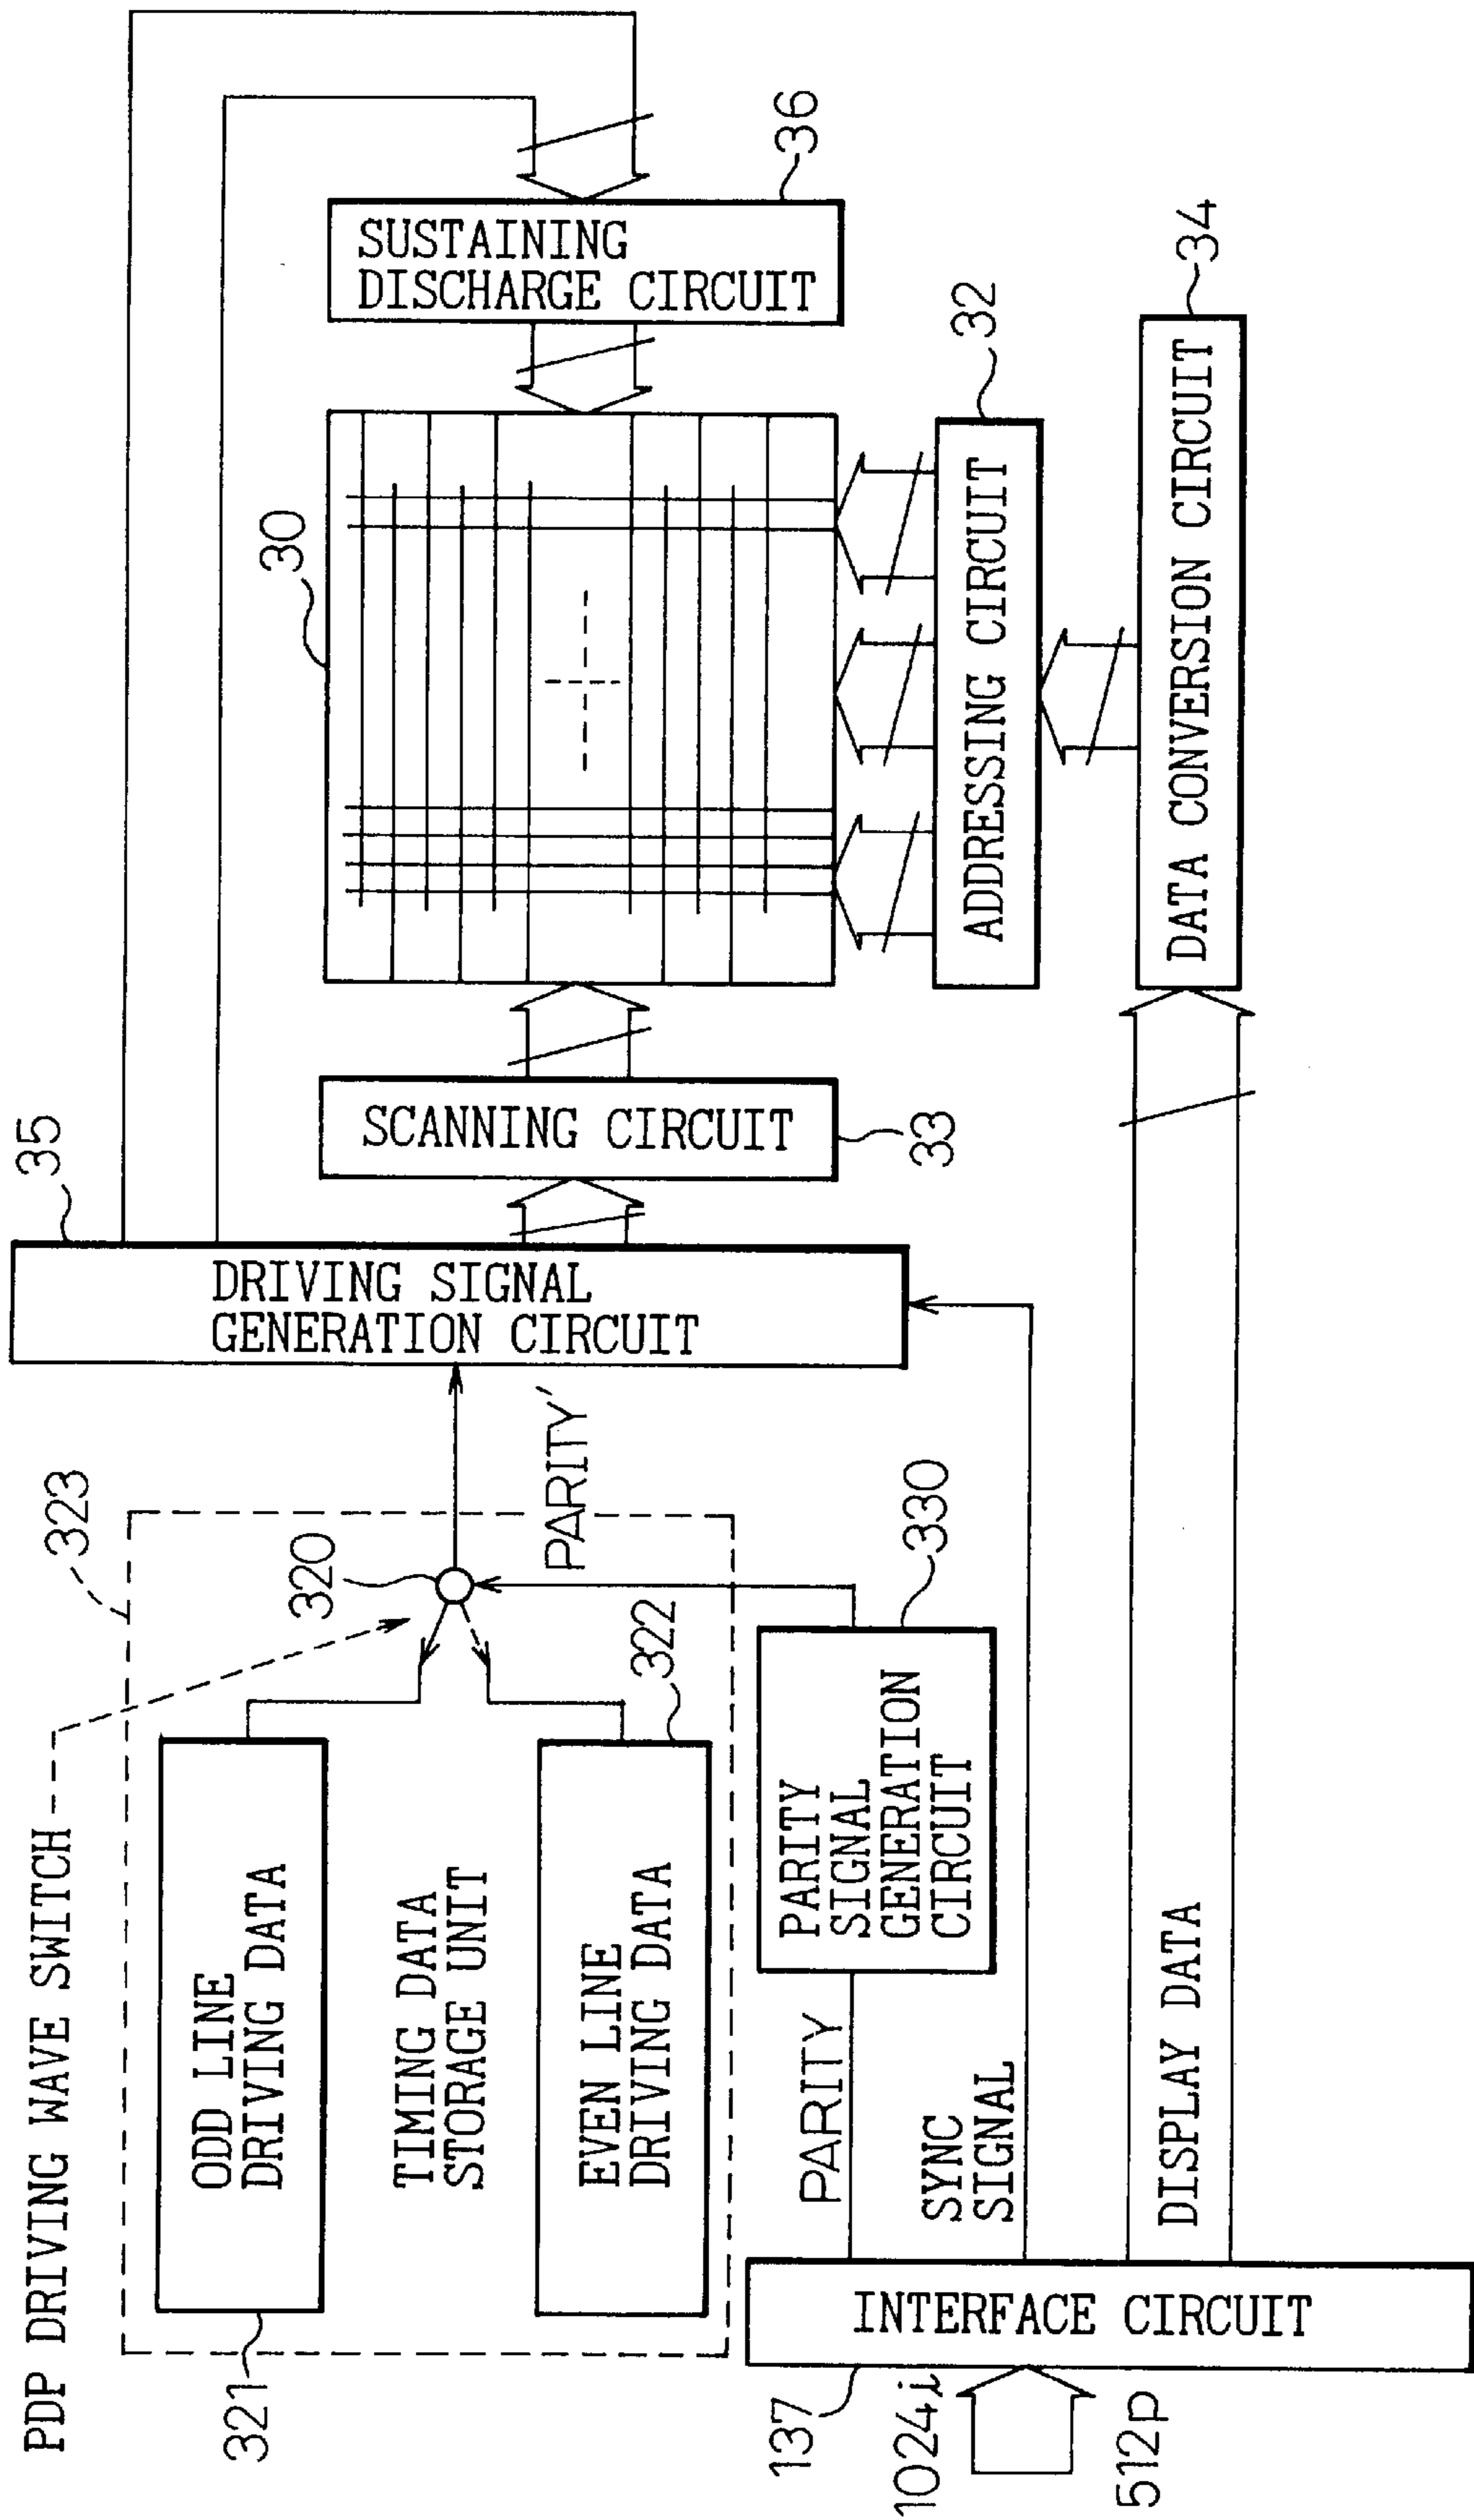 PDP DRIVING WAVE SWITCH
323
35
321
ODD LINE
DRIVING DATA
320
TIMING DATA
STORAGE UNIT
EVEN LINE
DRIVING DATA
322
PARITY'
DRIVING SIGNAL
GENERATION CIRCUIT
SCANNING CIRCUIT
33
30
SUSTAINING
DISCHARGE CIRCUIT
36
137
1024i
512P
INTERFACE CIRCUIT
PARITY
PARITY
SIGNAL
GENERATION
CIRCUIT
330
SYNC
SIGNAL
DISPLAY DATA
ADDRESSING CIRCUIT
32
DATA CONVERSION CIRCUIT
34